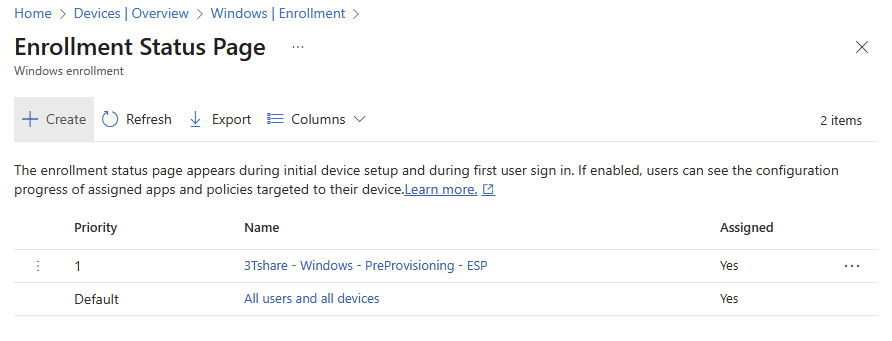 Home > Devices | Overview > Windows | Enrollment >
Enrollment Status Page ...
Windows enrollment
Create Refresh Export Columns 2 items
The enrollment status page appears during initial device setup and during first user sign in. If enabled, users can see the configuration
progress of assigned apps and policies targeted to their device.Learn more.
Priority Name Assigned
1 3Tshare - Windows - PreProvisioning - ESP Yes ...
Default All users and all devices Yes